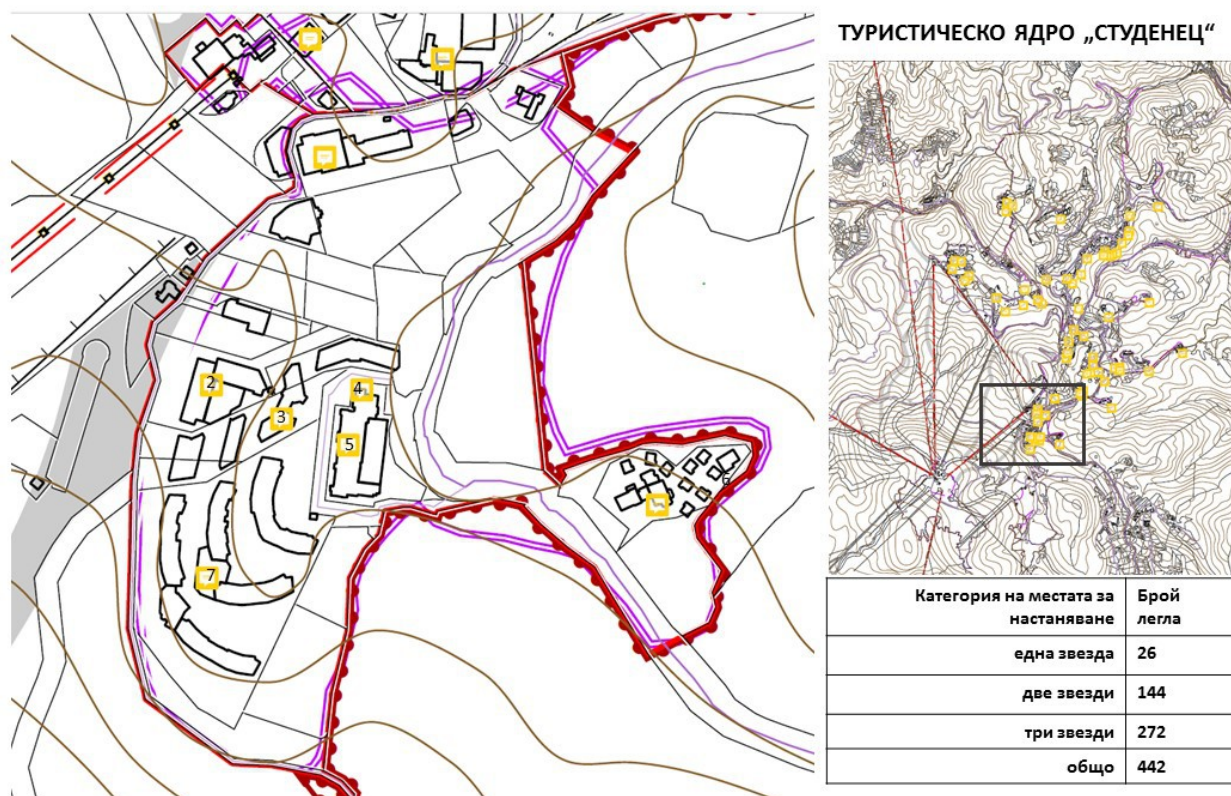 ТУРИСТИЧЕСКО ЯДРО „СТУДЕНЕЦ“
2
3
4
5
7
Категория на местата за настаняване Брой легла
една звезда 26
две звезди 144
три звезди 272
общо 442